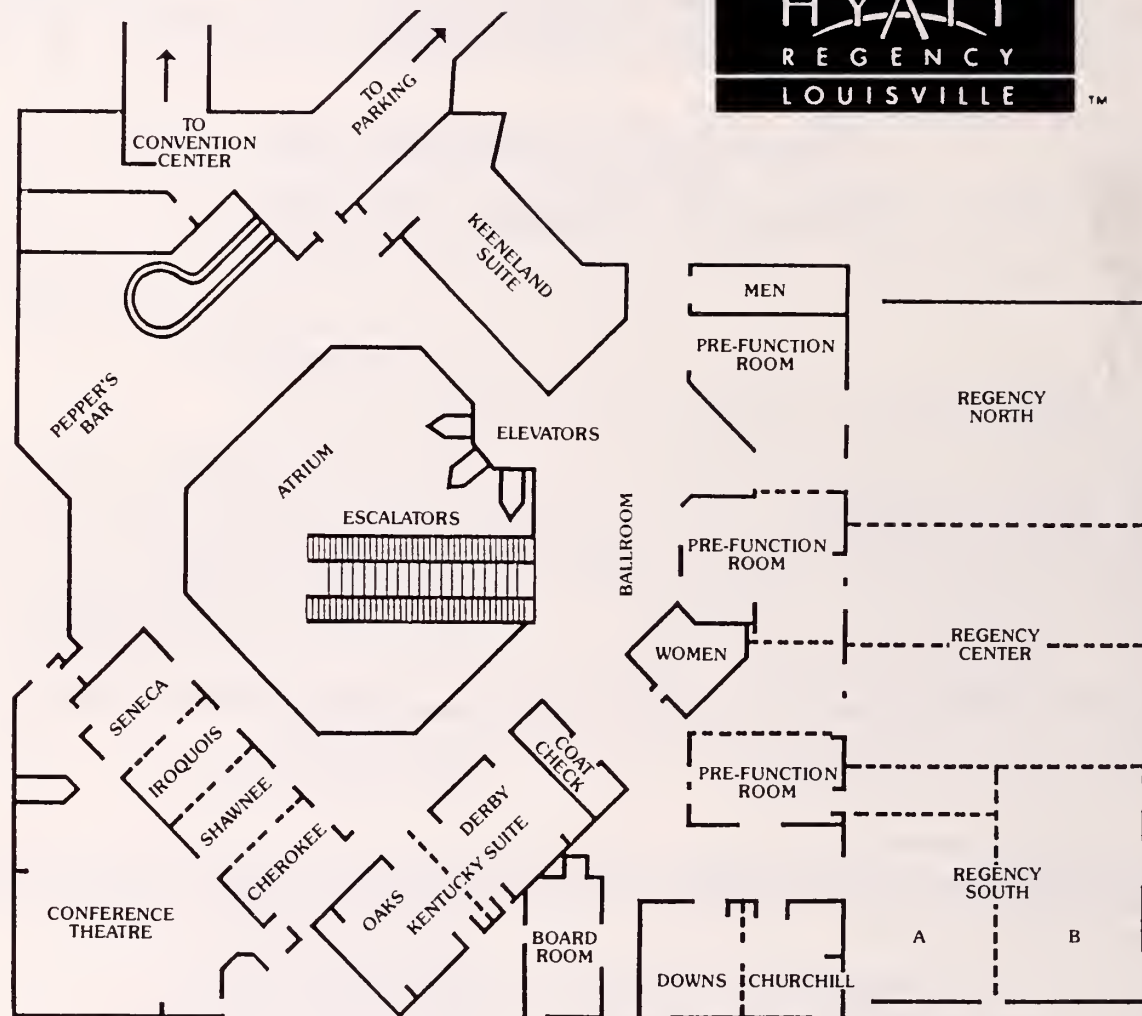 HYATT
REGENCY
LOUISVILLE
TM
TO
CONVENTION
CENTER
TO
PARKING
KEENELAND
SUITE
MEN
PRE-FUNCTION
ROOM
REGENCY
NORTH
PEPPER'S
BAR
ATRIUM
ELEVATORS
ESCALATORS
BALLROOM
PRE-FUNCTION
ROOM
WOMEN
REGENCY
CENTER
SENECA
IROQUOIS
SHAWNEE
CHEROKEE
COAT
CHECK
DERBY
KENTUCKY SUITE
OAKS
PRE-FUNCTION
ROOM
REGENCY
SOUTH
A
B
CONFERENCE
THEATRE
BOARD
ROOM
DOWNS
CHURCHILL